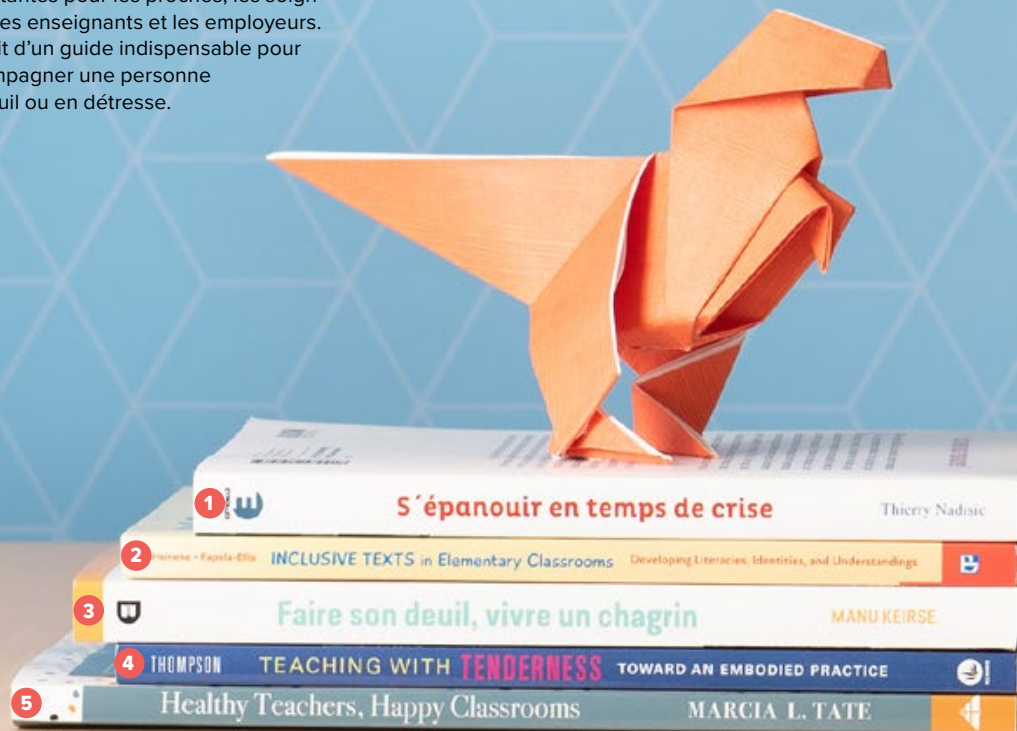 les enseignants et les employeurs.
it d'un guide indispensable pour
une personne
ou en détresse.
1
S´épanouir en temps de crise
Thierry Nadisic
2
Papola-Ellis INCLUSIVE TEXTS in Elementary Classrooms Developing Literacies, Identities, and Understandings
3
Faire son deuil, vivre un chagrin
MANU KEIRSE
4
THOMPSON TEACHING WITH TENDERNESS TOWARD AN EMBODIED PRACTICE
5
Healthy Teachers, Happy Classrooms
MARCIA L. TATE